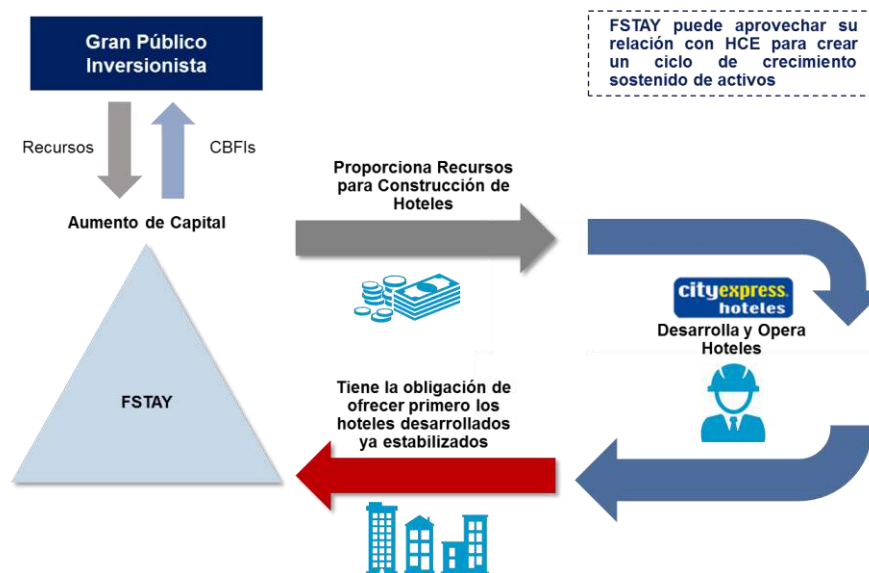 Gran Público
Inversionista
FSTAY puede aprovechar su
relación con HCE para crear
un ciclo de crecimiento
sostenido de activos
Recursos
CBFIs
Aumento de Capital
Proporciona Recursos
para Construcción de
Hoteles
cityexpress.
hoteles
Desarrolla y Opera
Hoteles
FSTAY
Tiene la obligación de
ofrecer primero los
hoteles desarrollados
ya estabilizados